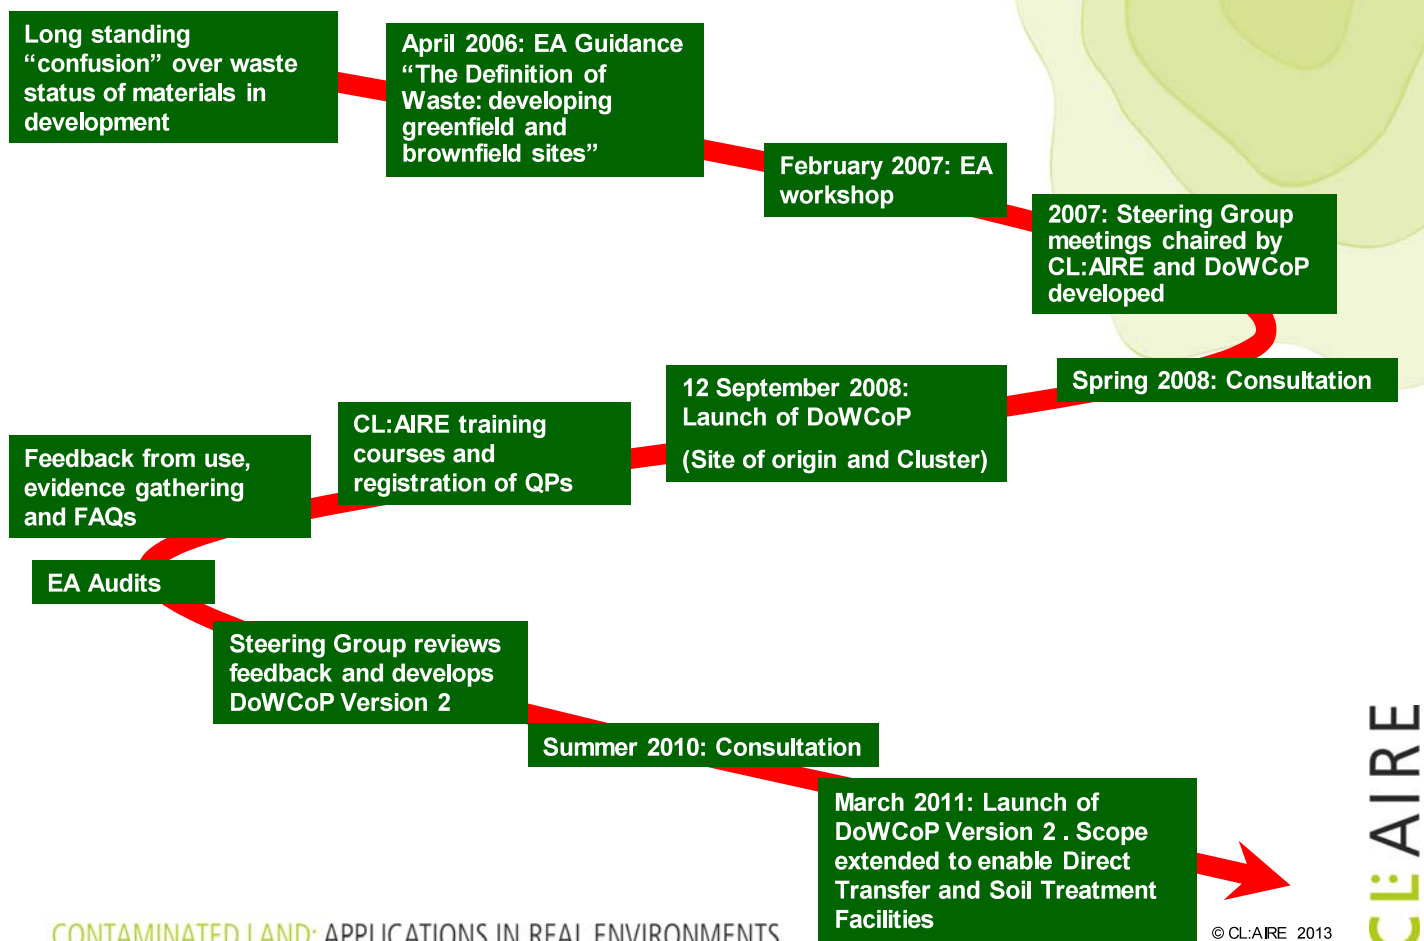 Long standing
“confusion” over waste
status of materials in
development
April 2006: EA Guidance
“The Definition of
Waste: developing
greenfield and
brownfield sites”
February 2007: EA
workshop
2007: Steering Group
meetings chaired by
CL:AIRE and DoWCoP
developed
Spring 2008: Consultation
12 September 2008:
Launch of DoWCoP
(Site of origin and Cluster)
CL:AIRE training
courses and
registration of QPs
Feedback from use,
evidence gathering
and FAQs
EA Audits
Steering Group reviews
feedback and develops
DoWCoP Version 2
Summer 2010: Consultation
March 2011: Launch of
DoWCoP Version 2 . Scope
extended to enable Direct
Transfer and Soil Treatment
Facilities
CONTAMINATED LAND: APPLICATIONS IN REAL ENVIRONMENTS
© CL:AIRE 2013
CL:AIRE